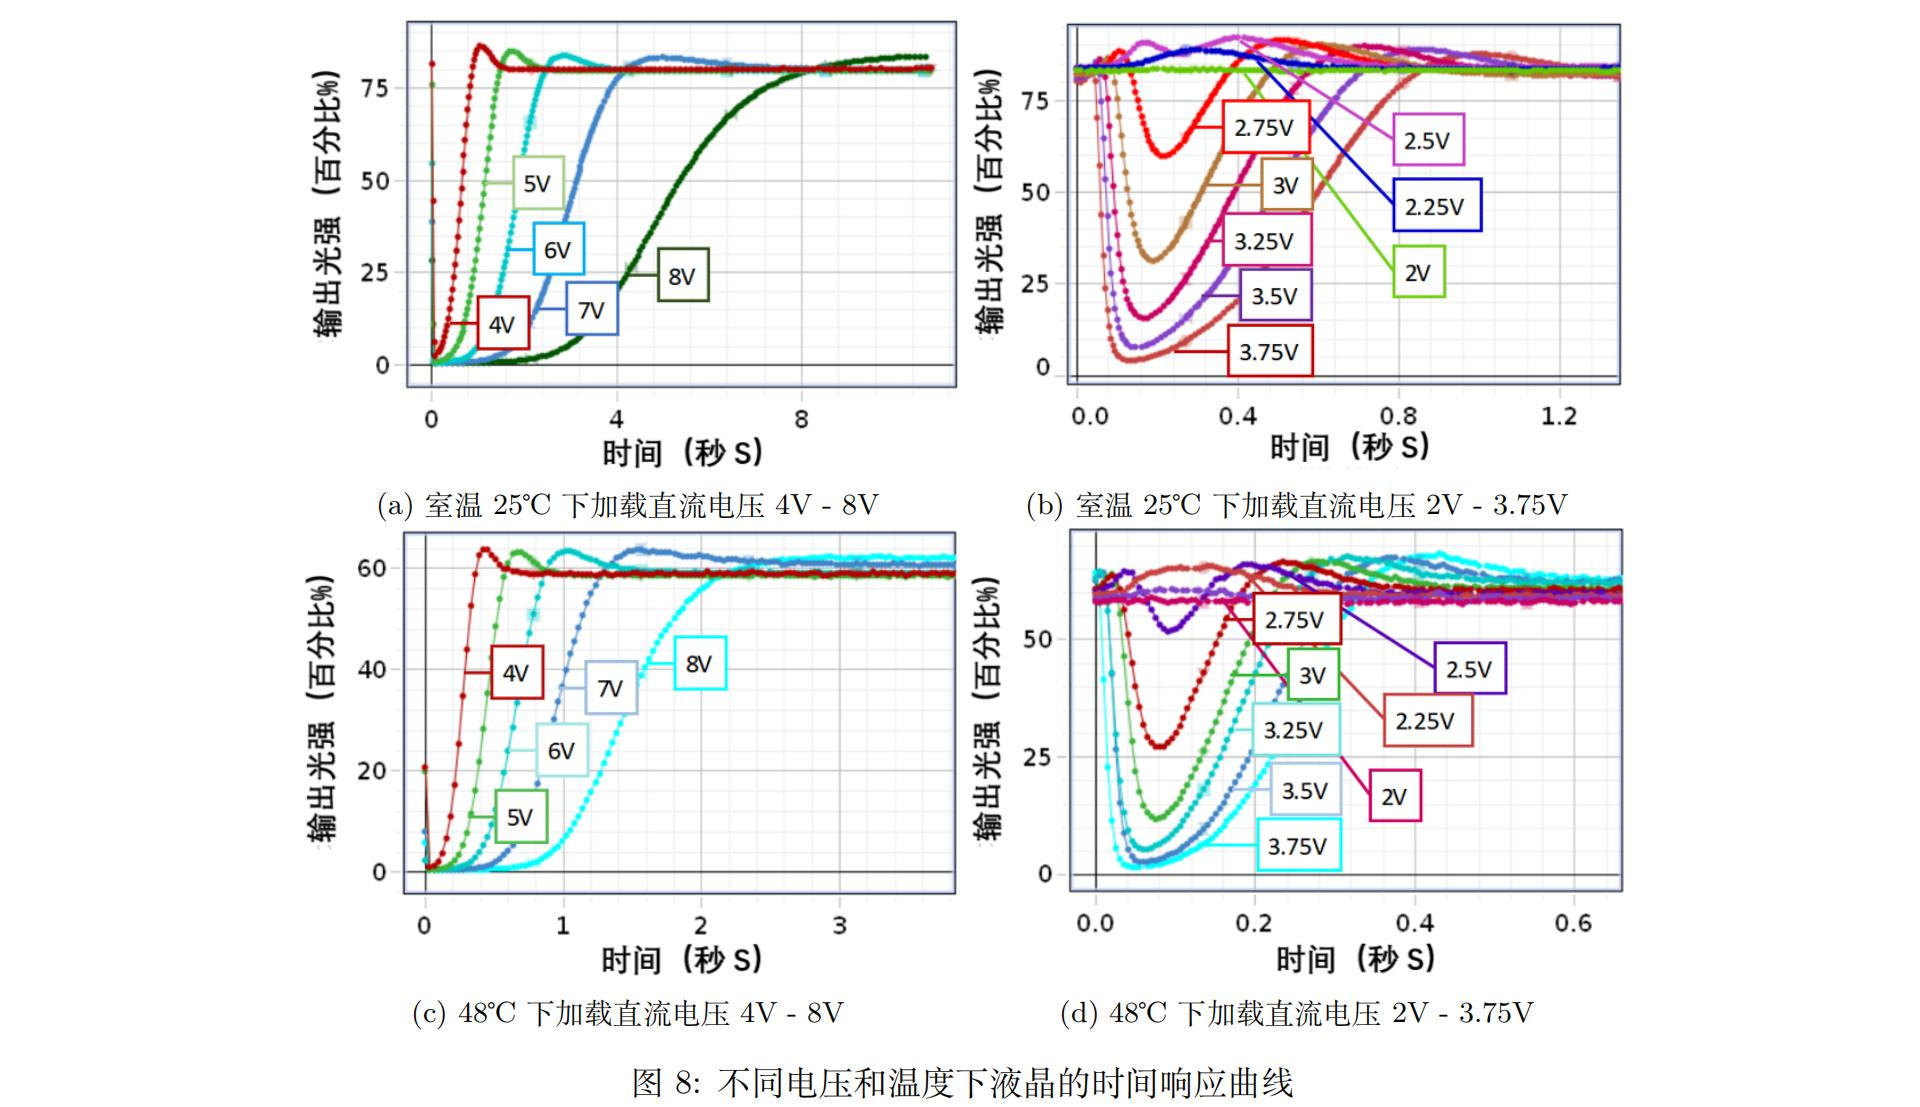 输出光强 (百分比%)
75
50
25
0
5V
6V
8V
7V
4V
0
4
8
时间 (秒 S)
(a) 室温 25℃ 下加载直流电压 4V - 8V
输出光强 (百分比%)
75
50
25
0
2.75V
2.5V
3V
2.25V
3.25V
2V
3.5V
3.75V
0.0
0.4
0.8
1.2
时间 (秒 S)
(b) 室温 25℃ 下加载直流电压 2V - 3.75V
输出光强 (百分比%)
60
40
20
0
4V
8V
7V
6V
5V
0
1
2
3
时间 (秒 S)
(c) 48℃ 下加载直流电压 4V - 8V
输出光强 (百分比%)
50
25
0
2.75V
2.5V
3V
2.25V
3.25V
3.5V
2V
3.75V
0.0
0.2
0.4
0.6
时间 (秒 S)
(d) 48℃ 下加载直流电压 2V - 3.75V
图 8: 不同电压和温度下液晶的时间响应曲线